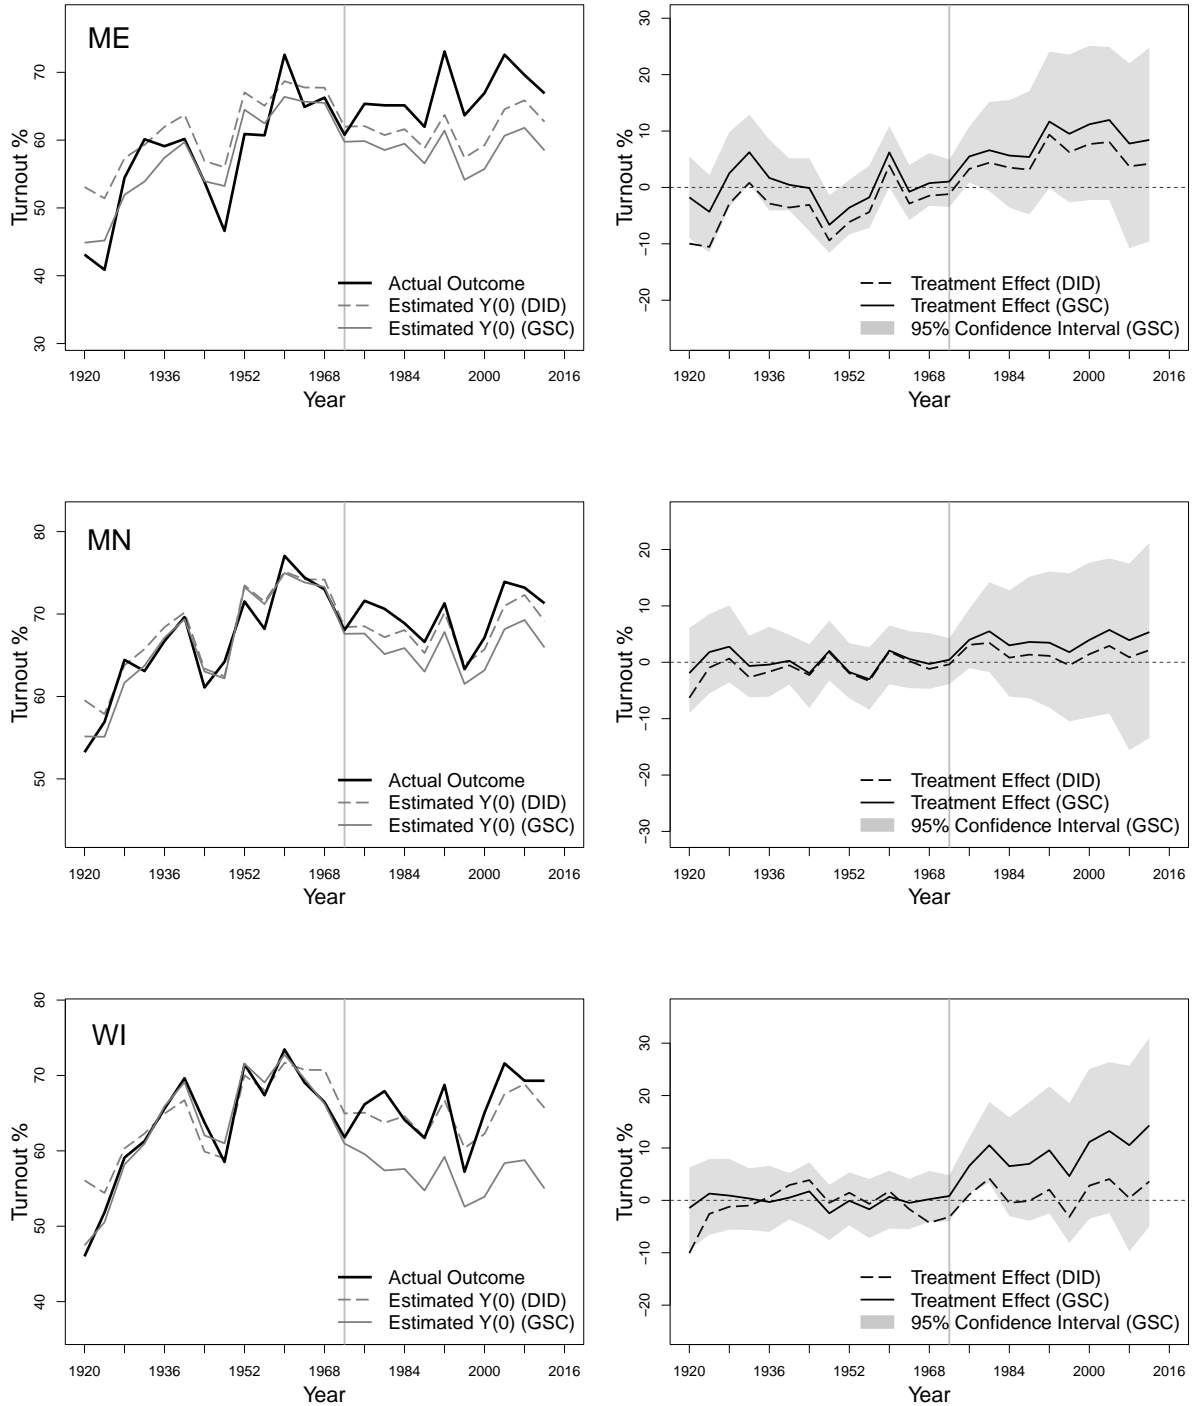 ME
Turnout %
70
60
50
40
30
Actual Outcome
Estimated Y(0) (DID)
Estimated Y(0) (GSC)
1920 1936 1952 1968 1984 2000 2016
Year
Turnout %
30
20
10
0
-10
-20
Treatment Effect (DID)
Treatment Effect (GSC)
95% Confidence Interval (GSC)
1920 1936 1952 1968 1984 2000 2016
Year
MN
Turnout %
80
70
60
50
Actual Outcome
Estimated Y(0) (DID)
Estimated Y(0) (GSC)
1920 1936 1952 1968 1984 2000 2016
Year
Turnout %
20
10
0
-10
-20
-30
Treatment Effect (DID)
Treatment Effect (GSC)
95% Confidence Interval (GSC)
1920 1936 1952 1968 1984 2000 2016
Year
WI
Turnout %
80
70
60
50
40
Actual Outcome
Estimated Y(0) (DID)
Estimated Y(0) (GSC)
1920 1936 1952 1968 1984 2000 2016
Year
Turnout %
30
20
10
0
-10
-20
Treatment Effect (DID)
Treatment Effect (GSC)
95% Confidence Interval (GSC)
1920 1936 1952 1968 1984 2000 2016
Year